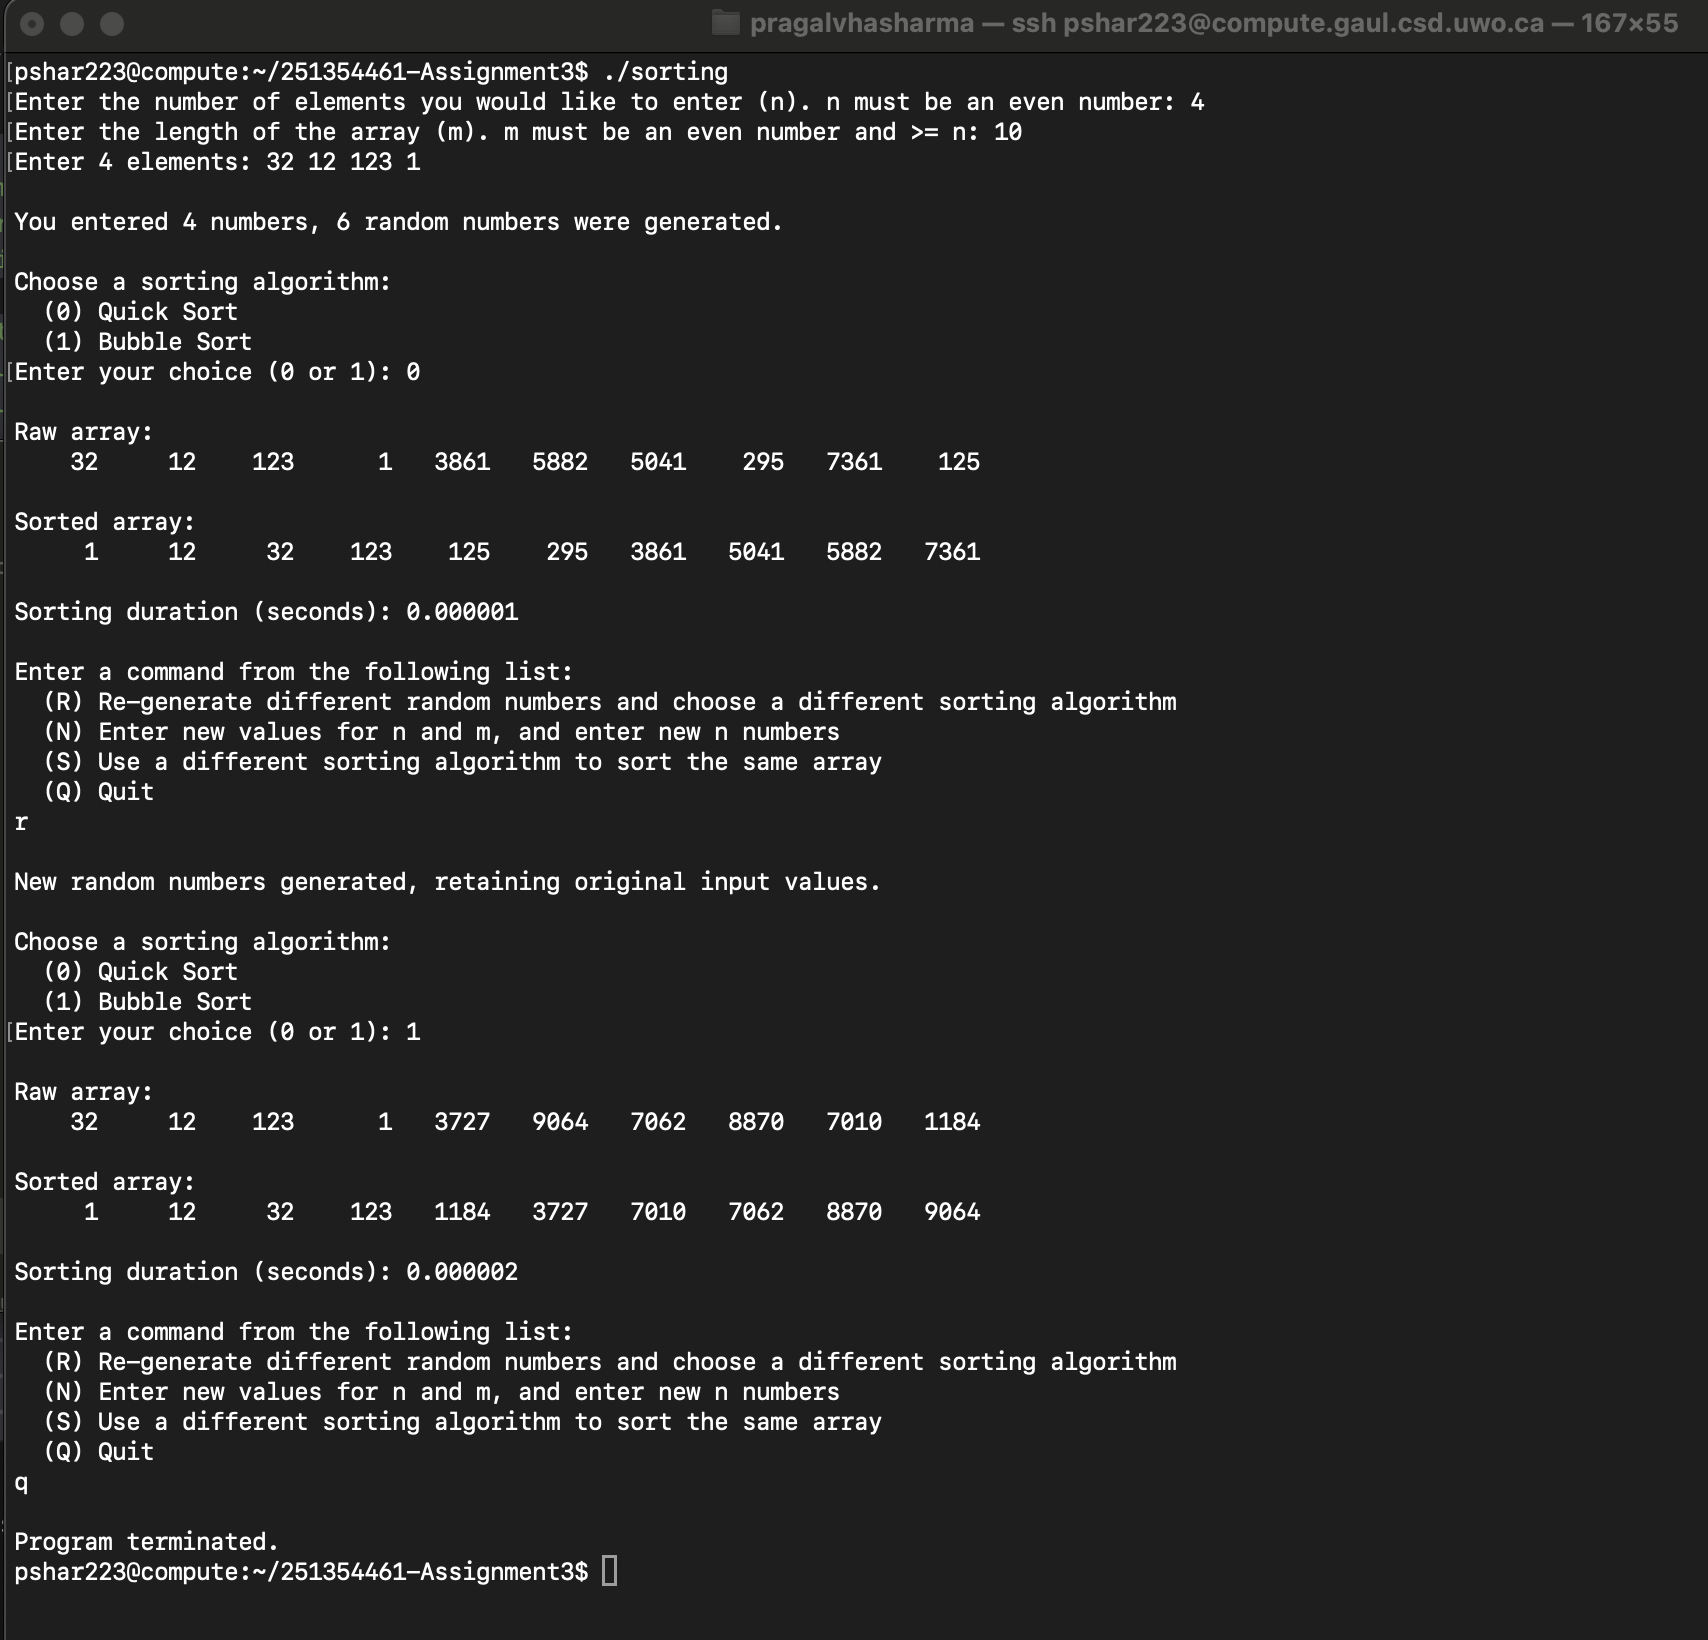 pragalvhasharma — ssh pshar223@compute.gaul.csd.uwo.ca — 167×55
[pshar223@compute:~/251354461-Assignment3$ ./sorting
[Enter the number of elements you would like to enter (n). n must be an even number: 4
[Enter the length of the array (m). m must be an even number and >= n: 10
[Enter 4 elements: 32 12 123 1
You entered 4 numbers, 6 random numbers were generated.
Choose a sorting algorithm:
(0) Quick Sort
(1) Bubble Sort
[Enter your choice (0 or 1): 0
Raw array:
32 12 123 1 3861 5882 5041 295 7361 125
Sorted array:
1 12 32 123 125 295 3861 5041 5882 7361
Sorting duration (seconds): 0.000001
Enter a command from the following list:
(R) Re-generate different random numbers and choose a different sorting algorithm
(N) Enter new values for n and m, and enter new n numbers
(S) Use a different sorting algorithm to sort the same array
(Q) Quit
r
New random numbers generated, retaining original input values.
Choose a sorting algorithm:
(0) Quick Sort
(1) Bubble Sort
[Enter your choice (0 or 1): 1
Raw array:
32 12 123 1 3727 9064 7062 8870 7010 1184
Sorted array:
1 12 32 123 1184 3727 7010 7062 8870 9064
Sorting duration (seconds): 0.000002
Enter a command from the following list:
(R) Re-generate different random numbers and choose a different sorting algorithm
(N) Enter new values for n and m, and enter new n numbers
(S) Use a different sorting algorithm to sort the same array
(Q) Quit
q
Program terminated.
pshar223@compute:~/251354461-Assignment3$